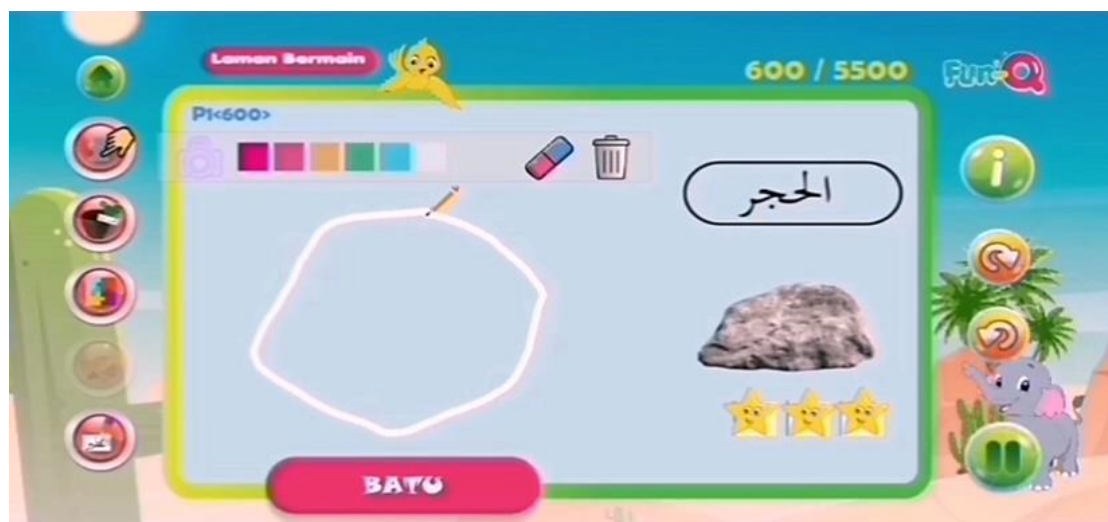 Laman Bermain
600 / 5500
Fun-Q
P1<600>
الحجر
i
BATU